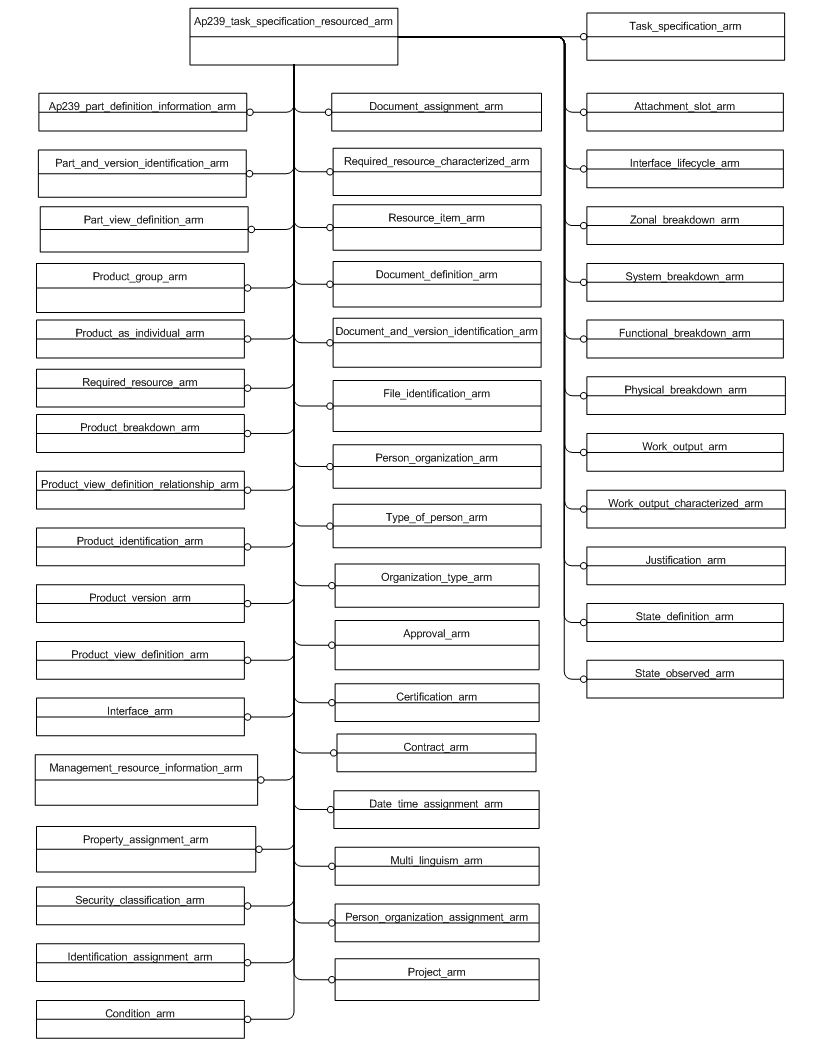 Ap239_task_specification_resourced_arm
Ap239_part_definition_information_arm
Part_and_version_identification_arm
Part_view_definition_arm
Product_group_arm
Product_as_individual_arm
Required_resource_arm
Product_breakdown_arm
Product_view_definition_relationship_arm
Product_identification_arm
Product_version_arm
Product_view_definition_arm
Interface_arm
Management_resource_information_arm
Property_assignment_arm
Security_classification_arm
Identification_assignment_arm
Condition_arm
Document_assignment_arm
Required_resource_characterized_arm
Resource_item_arm
Document_definition_arm
Document_and_version_identification_arm
File_identification_arm
Person_organization_arm
Type_of_person_arm
Organization_type_arm
Approval_arm
Certification_arm
Contract_arm
Date_time_assignment_arm
Multi_linguism_arm
Person_organization_assignment_arm
Project_arm
Task_specification_arm
Attachment_slot_arm
Interface_lifecycle_arm
Zonal_breakdown_arm
System_breakdown_arm
Functional_breakdown_arm
Physical_breakdown_arm
Work_output_arm
Work_output_characterized_arm
Justification_arm
State_definition_arm
State_observed_arm